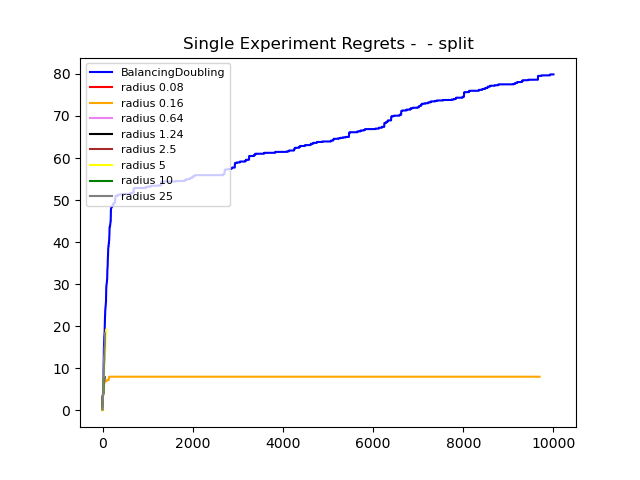 Single Experiment Regrets -  - split
BalancingDoubling
radius 0.08
radius 0.16
radius 0.64
radius 1.24
radius 2.5
radius 5
radius 10
radius 25
80
70
60
50
40
30
20
10
0
0 2000 4000 6000 8000 10000